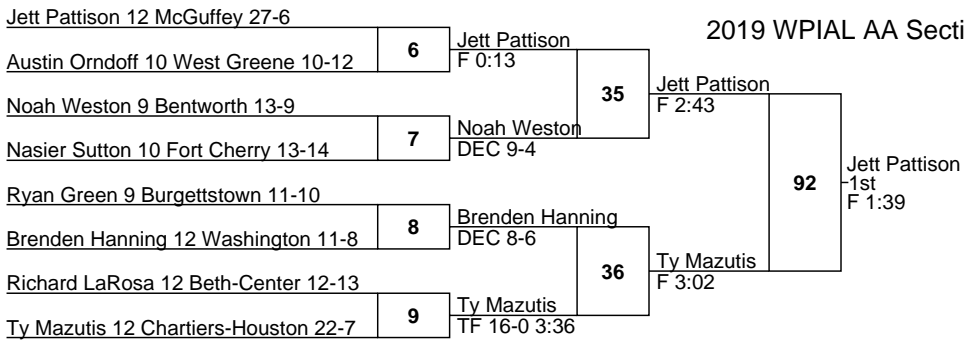 Jett Pattison 12 McGuffey 27-6
2019 WPIAL AA Secti
6
Jett Pattison
F 0:13
Austin Orndoff 10 West Greene 10-12
35
Jett Pattison
F 2:43
Noah Weston 9 Bentworth 13-9
7
Noah Weston
DEC 9-4
Nasier Sutton 10 Fort Cherry 13-14
92
Jett Pattison
1st
F 1:39
Ryan Green 9 Burgettstown 11-10
8
Brenden Hanning
DEC 8-6
Brenden Hanning 12 Washington 11-8
36
Ty Mazutis
F 3:02
Richard LaRosa 12 Beth-Center 12-13
9
Ty Mazutis
TF 16-0 3:36
Ty Mazutis 12 Chartiers-Houston 22-7